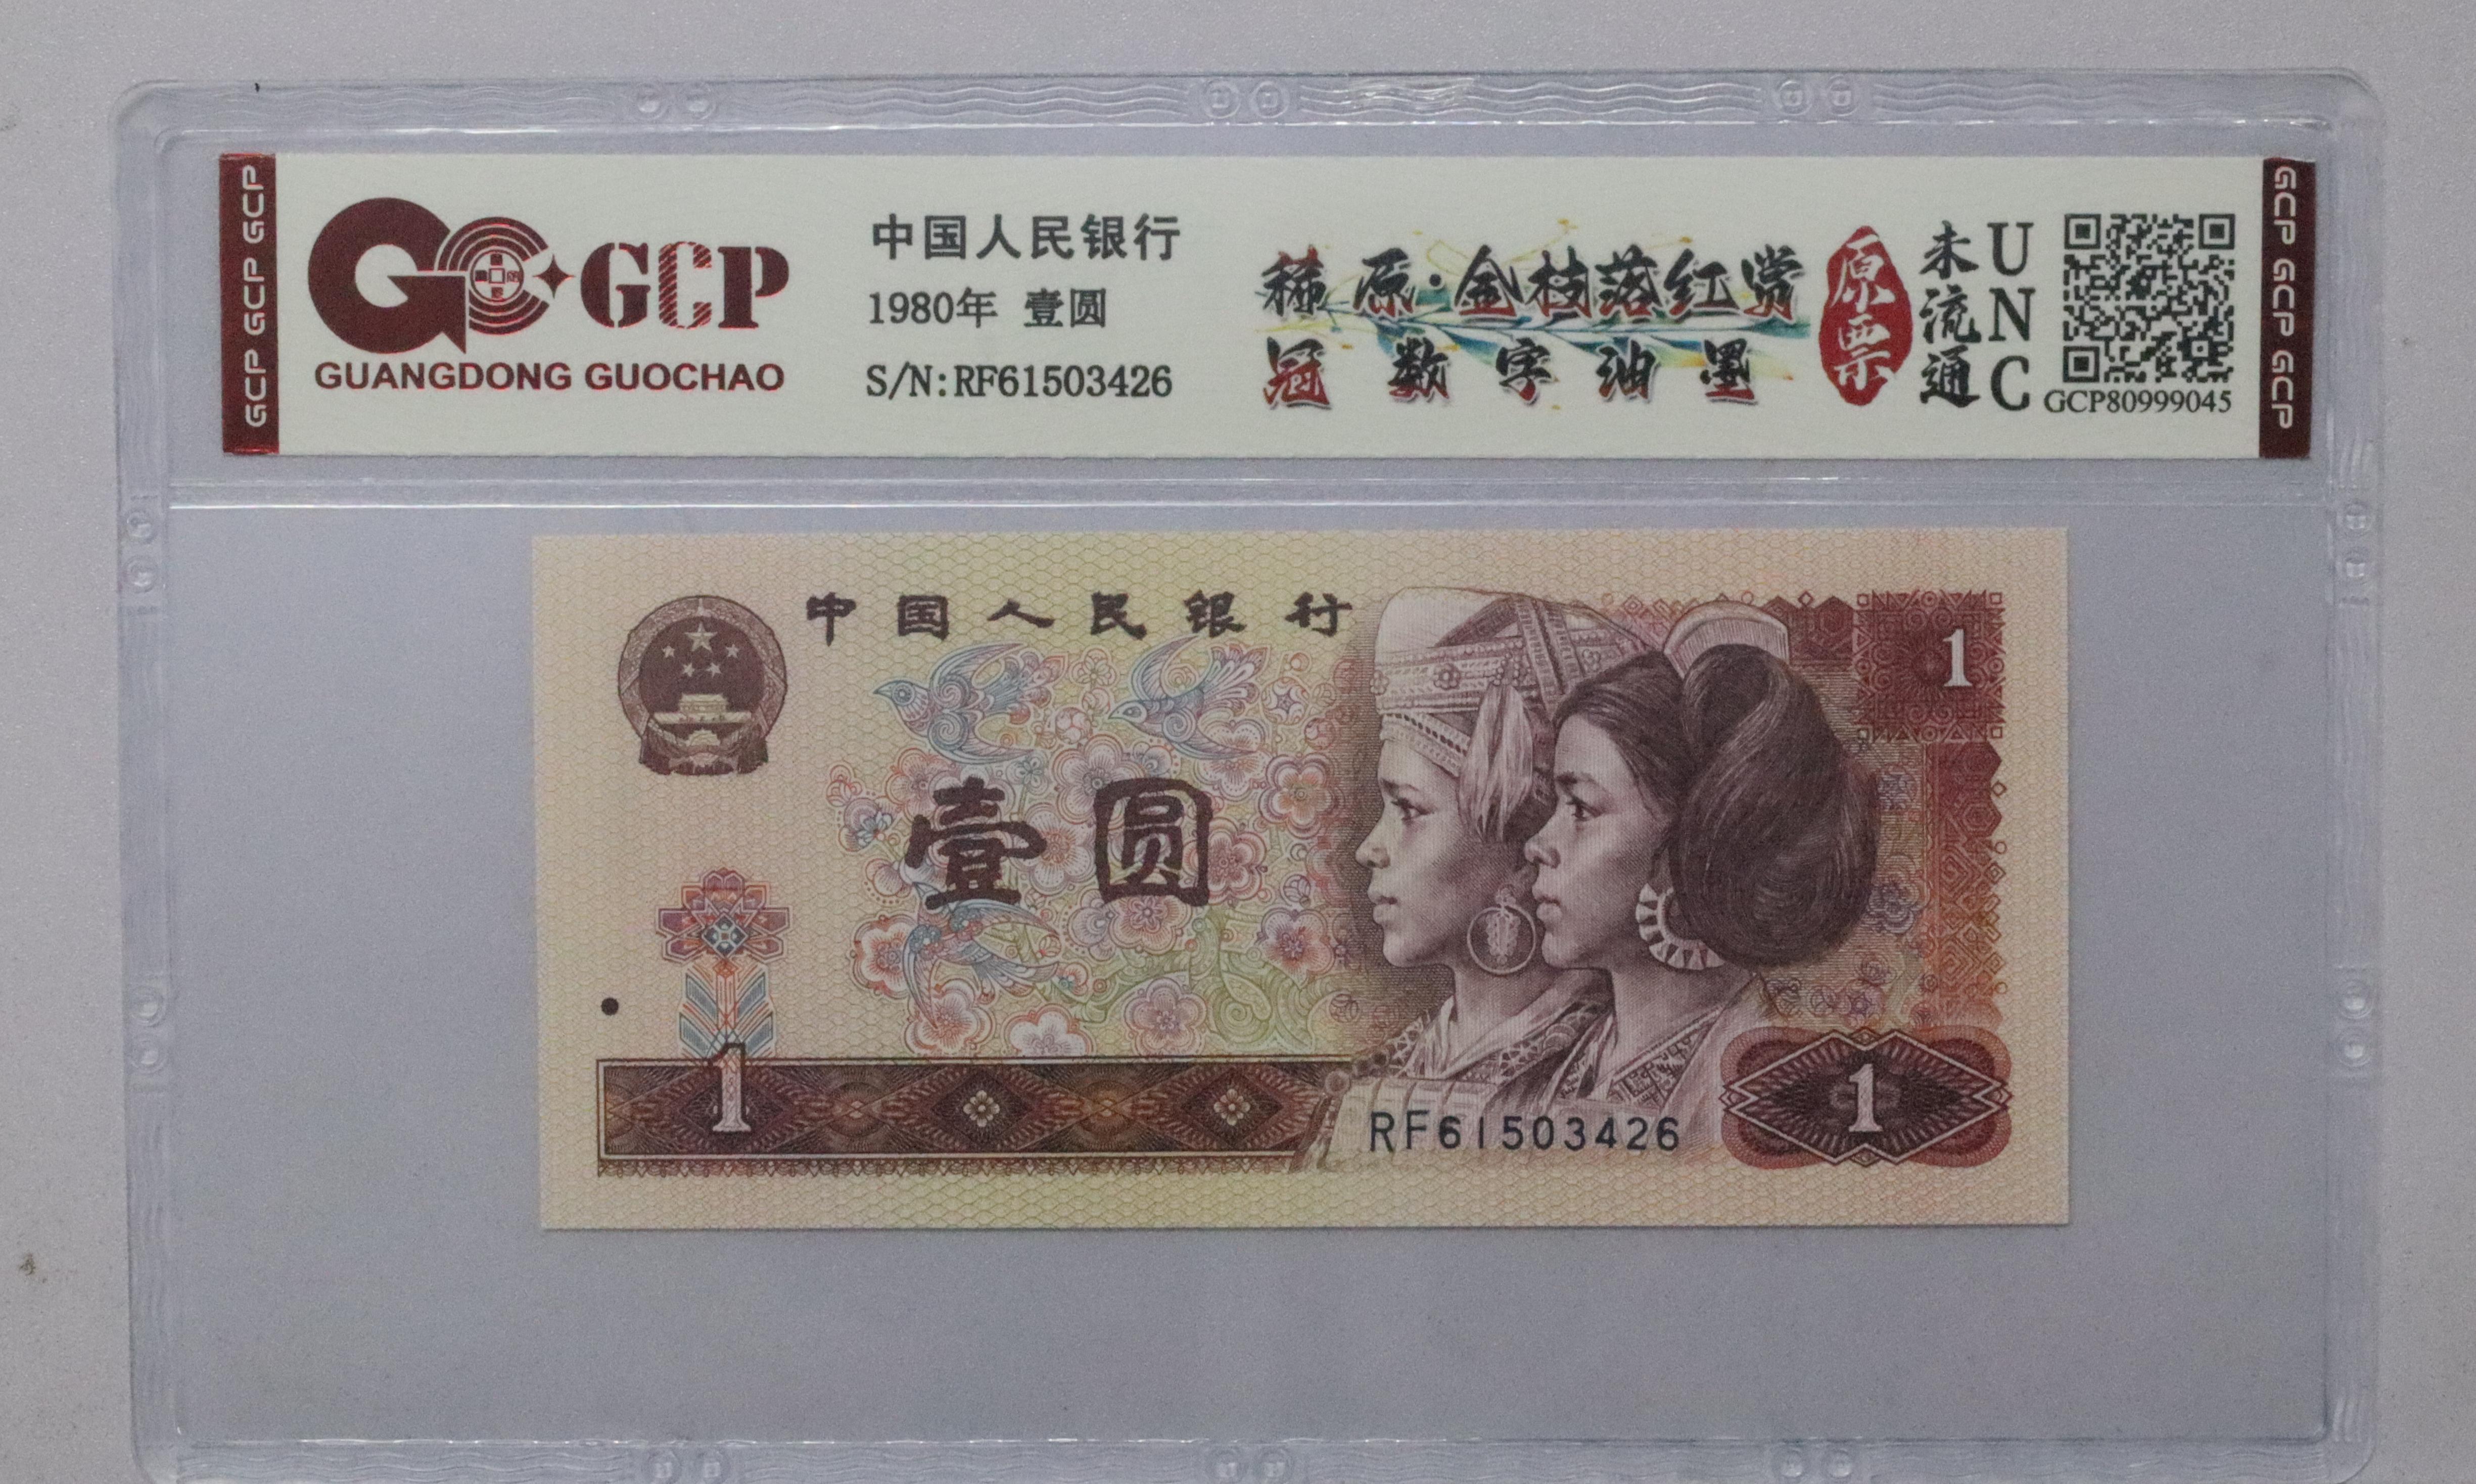 GCP GCP GCP
GCP
GUANGDONG GUOCHAO
中国人民银行
1980年 壹圆
S/N:RF61503426
稀原·金枝落红赏
冠数字油墨
原票
未流通
UNC
GCP80999045
GCP GCP GCP
中国人民银行
1
壹圆
1
1
RF61503426